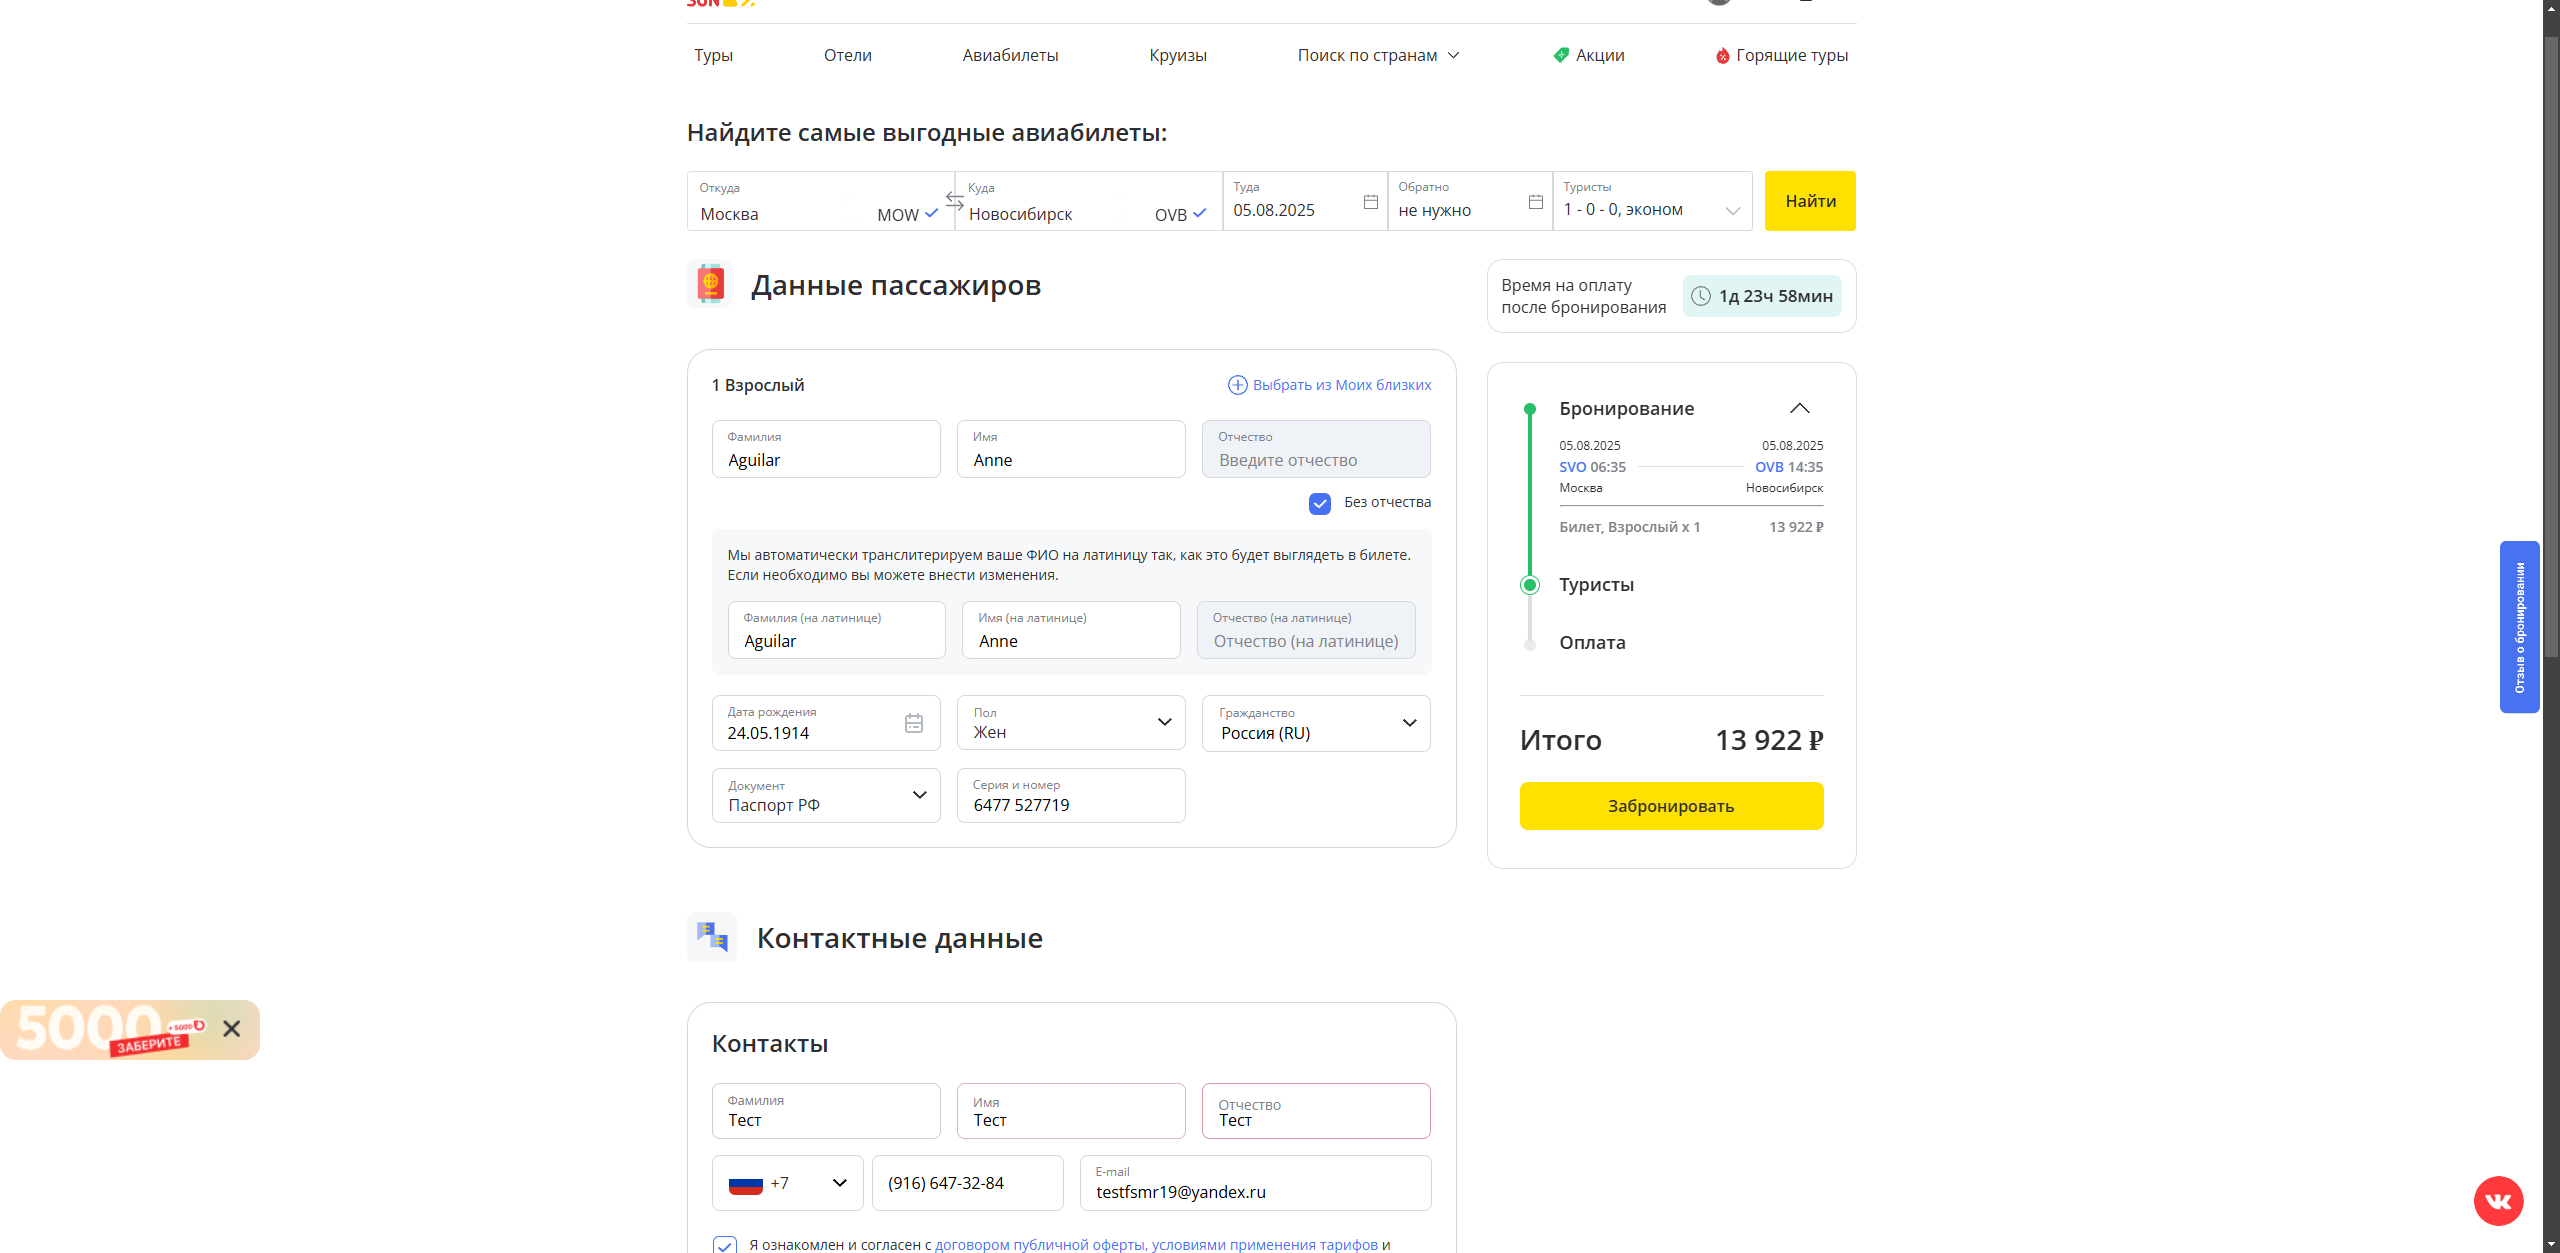 Туры Отели Авиабилеты Круизы Поиск по странам Акции Горящие туры
Найдите самые выгодные авиабилеты:
Откуда Куда Туда Обратно Туристы
Москва MOW Новосибирск OVB 05.08.2025 не нужно 1 - 0 - 0, эконом Найти
Данные пассажиров
1 Взрослый Выбрать из Моих близких
Фамилия Имя Отчество
Aguilar Anne Введите отчество
Без отчества
Мы автоматически транслитерируем ваше ФИО на латиницу так, как это будет выглядеть в билете.
Если необходимо вы можете внести изменения.
Фамилия (на латинице) Имя (на латинице) Отчество (на латинице)
Aguilar Anne Отчество (на латинице)
Дата рождения Пол Гражданство
24.05.1914 Жен Россия (RU)
Документ Серия и номер
Паспорт РФ 6477 527719
Время на оплату
после бронирования
1д 23ч 58мин
Бронирование
05.08.2025 05.08.2025
SVO 06:35 OVB 14:35
Москва Новосибирск
Билет, Взрослый x 1 13 922 ₽
Туристы
Оплата
Итого 13 922 ₽
Забронировать
Отзыв о бронировании
Контактные данные
5000
+5000
ЗАБЕРИТЕ
Контакты
Фамилия Имя Отчество
Тест Тест Тест
+7 (916) 647-32-84
E-mail
testfsmr19@yandex.ru
Я ознакомлен и согласен с договором публичной оферты, условиями применения тарифов и